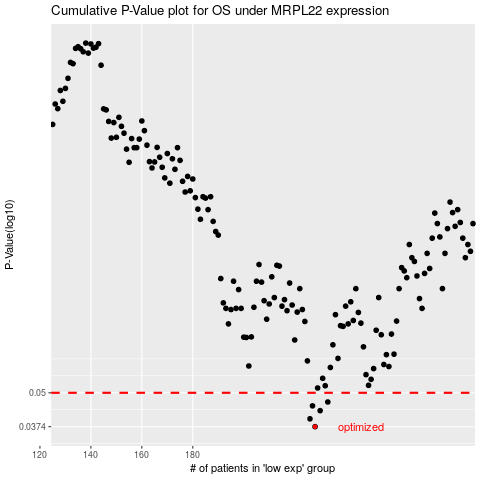 Cumulative P-Value plot for OS under MRPL22 expression
P-Value(log10)
0.05
0.0374
optimized
120 140 160 180
# of patients in 'low exp' group